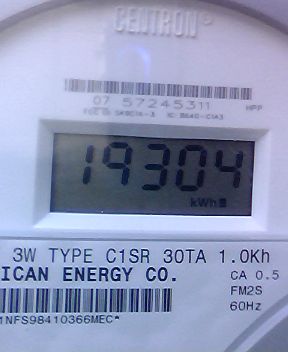 CENTRON®
07 57245311 HPP
19304
kWh
3W TYPE C1SR 30TA 1.0Kh
ICAN ENERGY CO.
CA 0.5
FM2S
60Hz
1NFS98410366MEC*